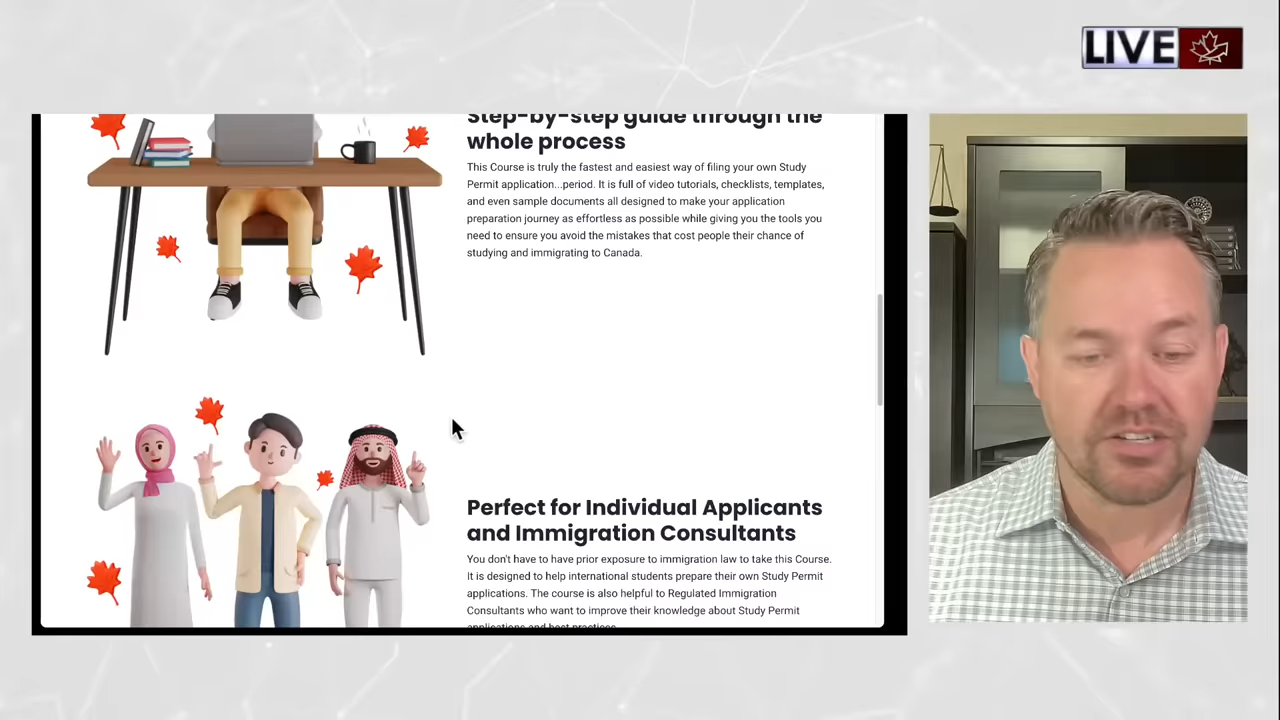 LIVE
Step-by-step guide through the
whole process
This Course is truly the fastest and easiest way of filing your own Study
Permit application...period. It is full of video tutorials, checklists, templates,
and even sample documents all designed to make your application
preparation journey as effortless as possible while giving you the tools you
need to ensure you avoid the mistakes that cost people their chance of
studying and immigrating to Canada.
Perfect for Individual Applicants
and Immigration Consultants
You don't have to have prior exposure to immigration law to take this Course.
It is designed to help international students prepare their own Study Permit
applications. The course is also helpful to Regulated Immigration
Consultants who want to improve their knowledge about Study Permit
applications and best practices.